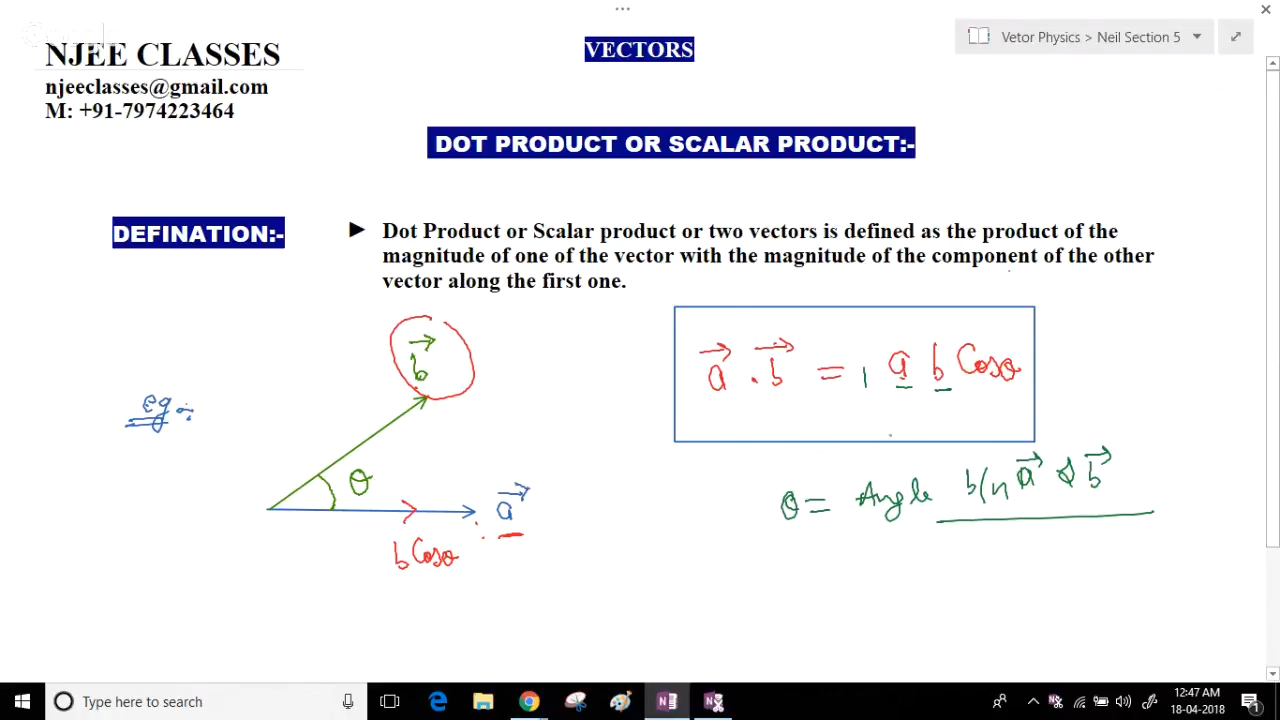 NJEE CLASSES
njeeclasses@gmail.com
M: +91-7974223464
VECTORS
Vetor Physics > Neil Section 5
DOT PRODUCT OR SCALAR PRODUCT:-
DEFINATION:-
► Dot Product or Scalar product or two vectors is defined as the product of the
magnitude of one of the vector with the magnitude of the component of the other
vector along the first one.
b⃗
eg :
θ
a⃗
b Cosθ
a⃗ . b⃗ = a b Cosθ
θ = Angle b/n a⃗ & b⃗
Type here to search
12:47 AM
18-04-2018
1